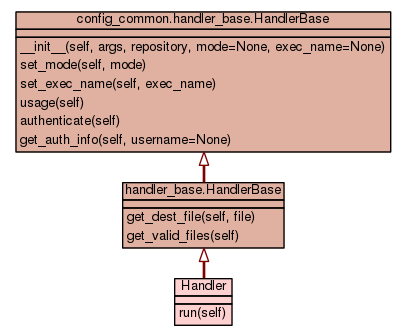 config_common.handler_base.HandlerBase
__init__(self, args, repository, mode=None, exec_name=None)
set_mode(self, mode)
set_exec_name(self, exec_name)
usage(self)
authenticate(self)
get_auth_info(self, username=None)
handler_base.HandlerBase
get_dest_file(self, file)
get_valid_files(self)
Handler
run(self)